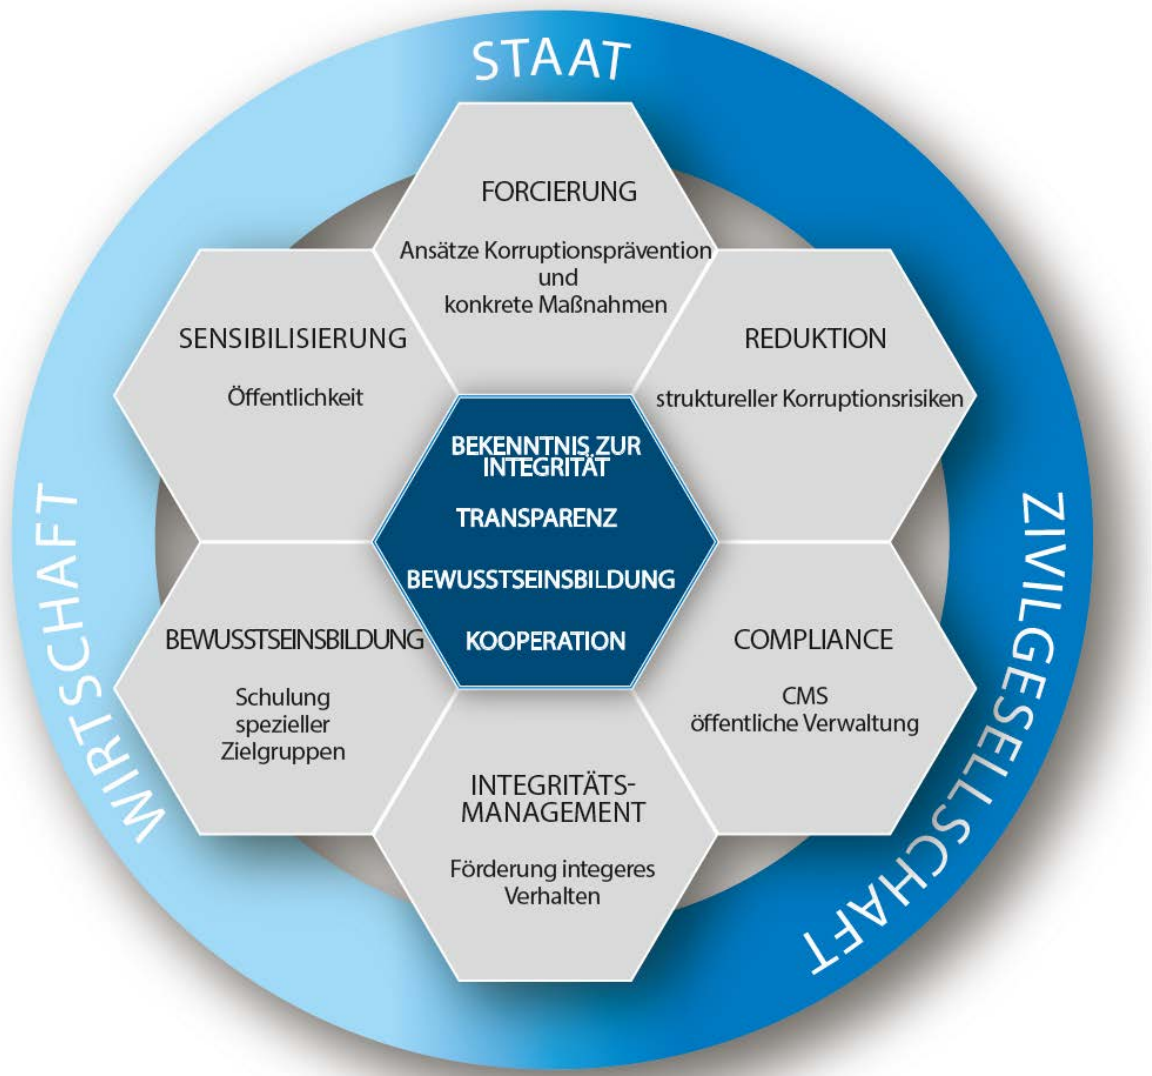 STAAT
FORCIERUNG
Ansätze Korruptionsprävention
und
konkrete Maßnahmen
SENSIBILISIERUNG
Öffentlichkeit
REDUKTION
struktureller Korruptionsrisiken
BEKENNTNIS ZUR
INTEGRITÄT
TRANSPARENZ
BEWUSSTSEINSBILDUNG
KOOPERATION
WIRTSCHAFT
ZIVILGESELLSCHAFT
BEWUSSTSEINSBILDUNG
Schulung
spezieller
Zielgruppen
COMPLIANCE
CMS
öffentliche Verwaltung
INTEGRITÄTS-
MANAGEMENT
Förderung integeres
Verhalten